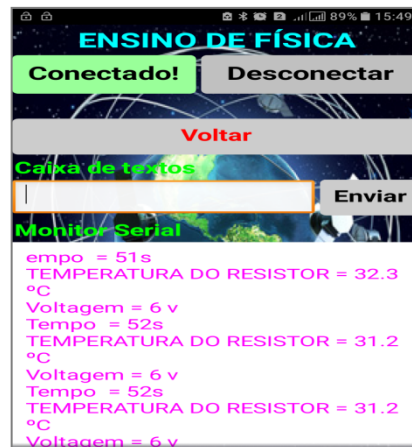 89% 15:49
ENSINO DE FÍSICA
Conectado! Desconectar
Voltar
Caixa de textos
Enviar
Monitor Serial
empo = 51s
TEMPERATURA DO RESISTOR = 32.3
ºC
Voltagem = 6 v
Tempo = 52s
TEMPERATURA DO RESISTOR = 31.2
ºC
Voltagem = 6 v
Tempo = 52s
TEMPERATURA DO RESISTOR = 31.2
ºC
Voltagem = 6 v